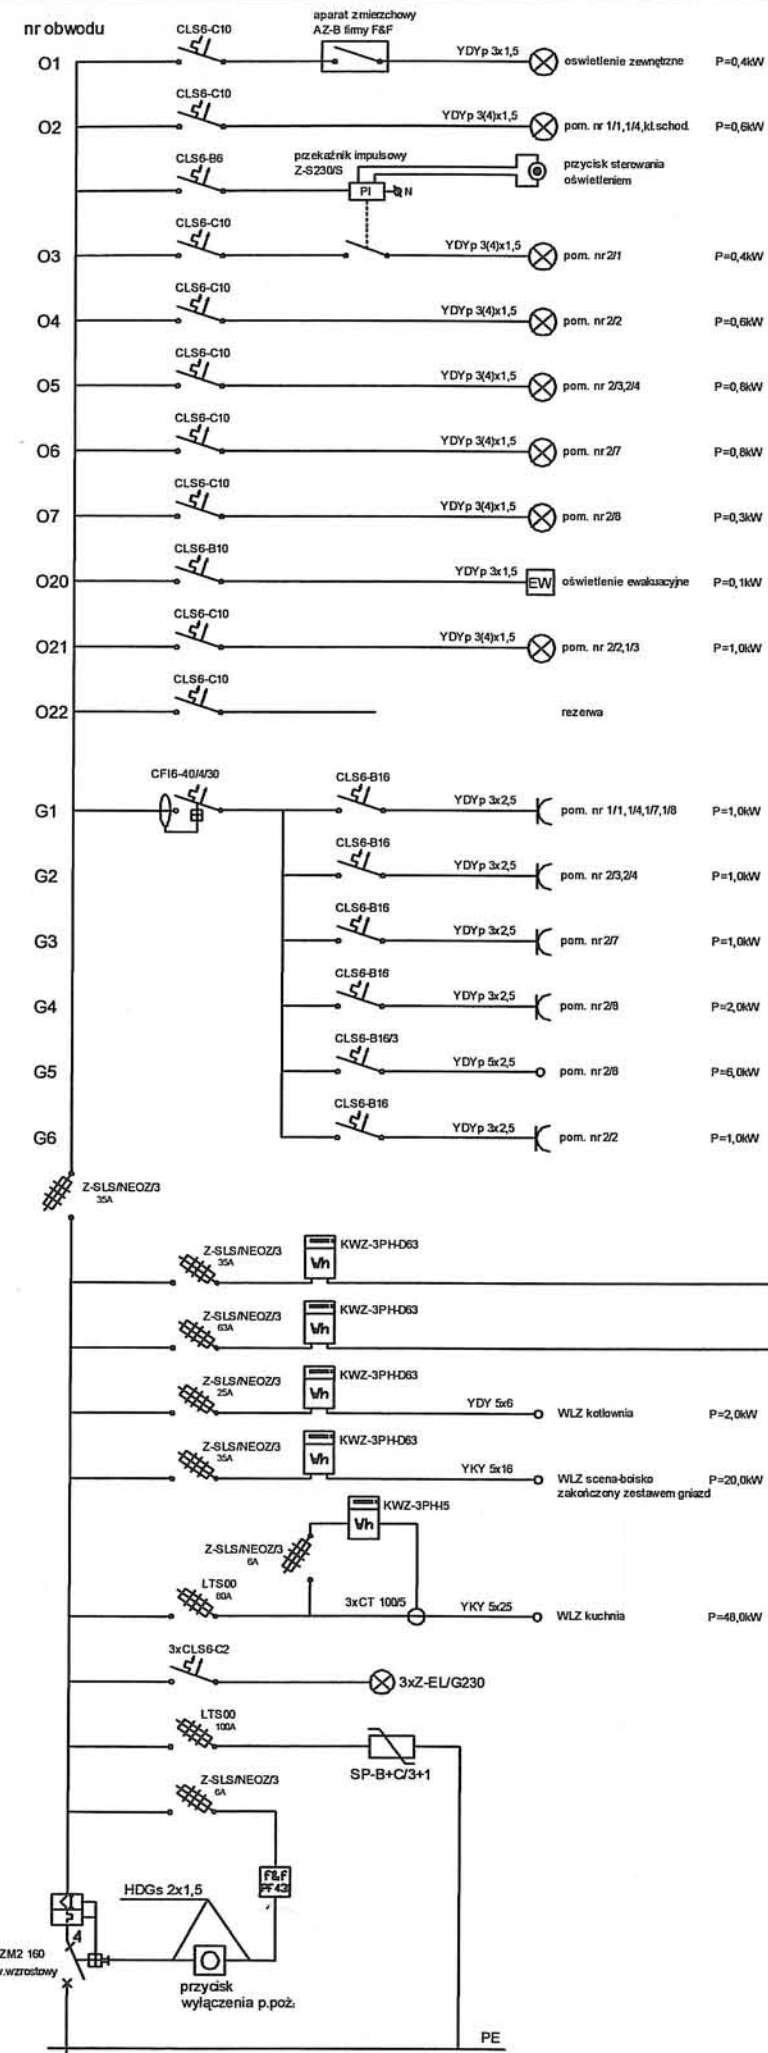 nr obwodu
aparat zmierzchowy
AZ-B firmy F&F
CLS6-C10
O1
YDYp 3x1,5
oswietlenie zewnętrzne
P=0,4kW
CLS6-C10
O2
YDYp 3(4)x1,5
pom. nr 1/1,1/4,kl.schod.
P=0,6kW
CLS6-B6
przekaźnik impulsowy
Z-S230/S
PI
N
przycisk sterowania
oświetleniem
CLS6-C10
O3
YDYp 3(4)x1,5
pom. nr 2/1
P=0,4kW
CLS6-C10
O4
YDYp 3(4)x1,5
pom. nr 2/2
P=0,6kW
CLS6-C10
O5
YDYp 3(4)x1,5
pom. nr 2/3,2/4
P=0,8kW
CLS6-C10
O6
YDYp 3(4)x1,5
pom. nr 2/7
P=0,8kW
CLS6-C10
O7
YDYp 3(4)x1,5
pom. nr 2/8
P=0,3kW
CLS6-B10
O20
YDYp 3x1,5
EW
oświetlenie ewakuacyjne
P=0,1kW
CLS6-C10
O21
YDYp 3(4)x1,5
pom. nr 2/2,1/3
P=1,0kW
CLS6-C10
O22
rezerwa
CFI6-40/4/30
CLS6-B16
G1
YDYp 3x2,5
pom. nr 1/1,1/4,1/7,1/8
P=1,0kW
CLS6-B16
G2
YDYp 3x2,5
pom. nr 2/3,2/4
P=1,0kW
CLS6-B16
G3
YDYp 3x2,5
pom. nr 2/7
P=1,0kW
CLS6-B16
G4
YDYp 3x2,5
pom. nr 2/8
P=2,0kW
CLS6-B16/3
G5
YDYp 5x2,5
pom. nr 2/8
P=6,0kW
CLS6-B16
G6
YDYp 3x2,5
pom. nr 2/2
P=1,0kW
Z-SLS/NEOZ/3
35A
Z-SLS/NEOZ/3
35A
KWZ-3PH-D63
Wh
Z-SLS/NEOZ/3
63A
KWZ-3PH-D63
Wh
Z-SLS/NEOZ/3
25A
KWZ-3PH-D63
Wh
YDY 5x6
WLZ kotłownia
P=2,0kW
Z-SLS/NEOZ/3
35A
KWZ-3PH-D63
Wh
YKY 5x16
WLZ scena-boisko
zakończony zestawem gniazd
P=20,0kW
KWZ-3PH-I5
Wh
Z-SLS/NEOZ/3
6A
LTS00
80A
3xCT 100/5
YKY 5x25
WLZ kuchnia
P=48,0kW
3xCLS6-C2
3xZ-EL/G230
LTS00
100A
SP-B+C/3+1
Z-SLS/NEOZ/3
6A
F&F
PF431
HDGs 2x1,5
4
ZM2 160
w.wzrostowy
przycisk
wyłączenia p.poż.
PE